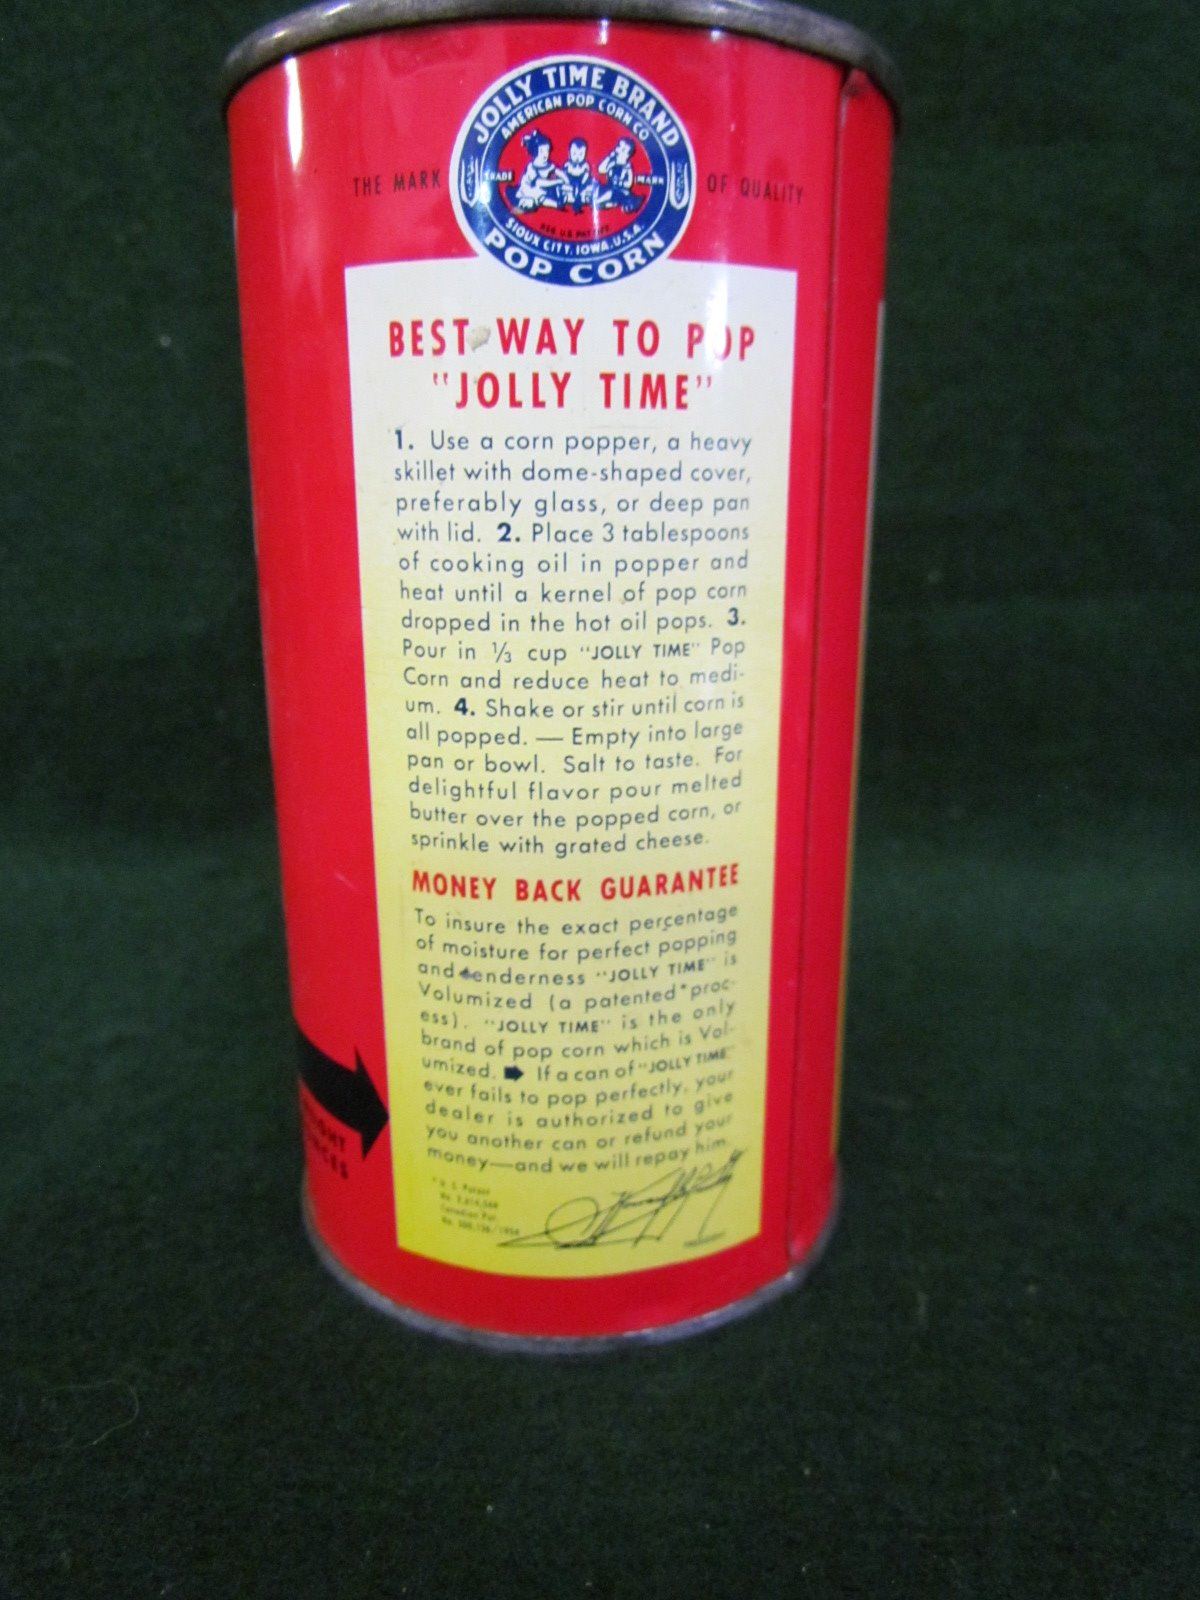 JOLLY TIME BRAND
AMERICAN POP CORN CO
THE MARK
TRADE MARK
OF QUALITY
REG. U.S. PAT. OFF.
SIOUX CITY, IOWA, U.S.A.
POP CORN
BEST WAY TO POP
"JOLLY TIME"
1. Use a corn popper, a heavy
skillet with dome-shaped cover,
preferably glass, or deep pan
with lid. 2. Place 3 tablespoons
of cooking oil in popper and
heat until a kernel of pop corn
dropped in the hot oil pops. 3.
Pour in ⅓ cup "JOLLY TIME" Pop
Corn and reduce heat to medi-
um. 4. Shake or stir until corn is
all popped. — Empty into large
pan or bowl. Salt to taste. For
delightful flavor pour melted
butter over the popped corn, or
sprinkle with grated cheese.
MONEY BACK GUARANTEE
To insure the exact percentage
of moisture for perfect popping
and tenderness "JOLLY TIME" is
Volumized (a patented* proc-
ess). "JOLLY TIME" is the only
brand of pop corn which is Vol-
umized. ➡ If a can of "JOLLY TIME"
ever fails to pop perfectly, your
dealer is authorized to give
you another can or refund your
money—and we will repay him.
* U. S. Patent
Canadian Pat.